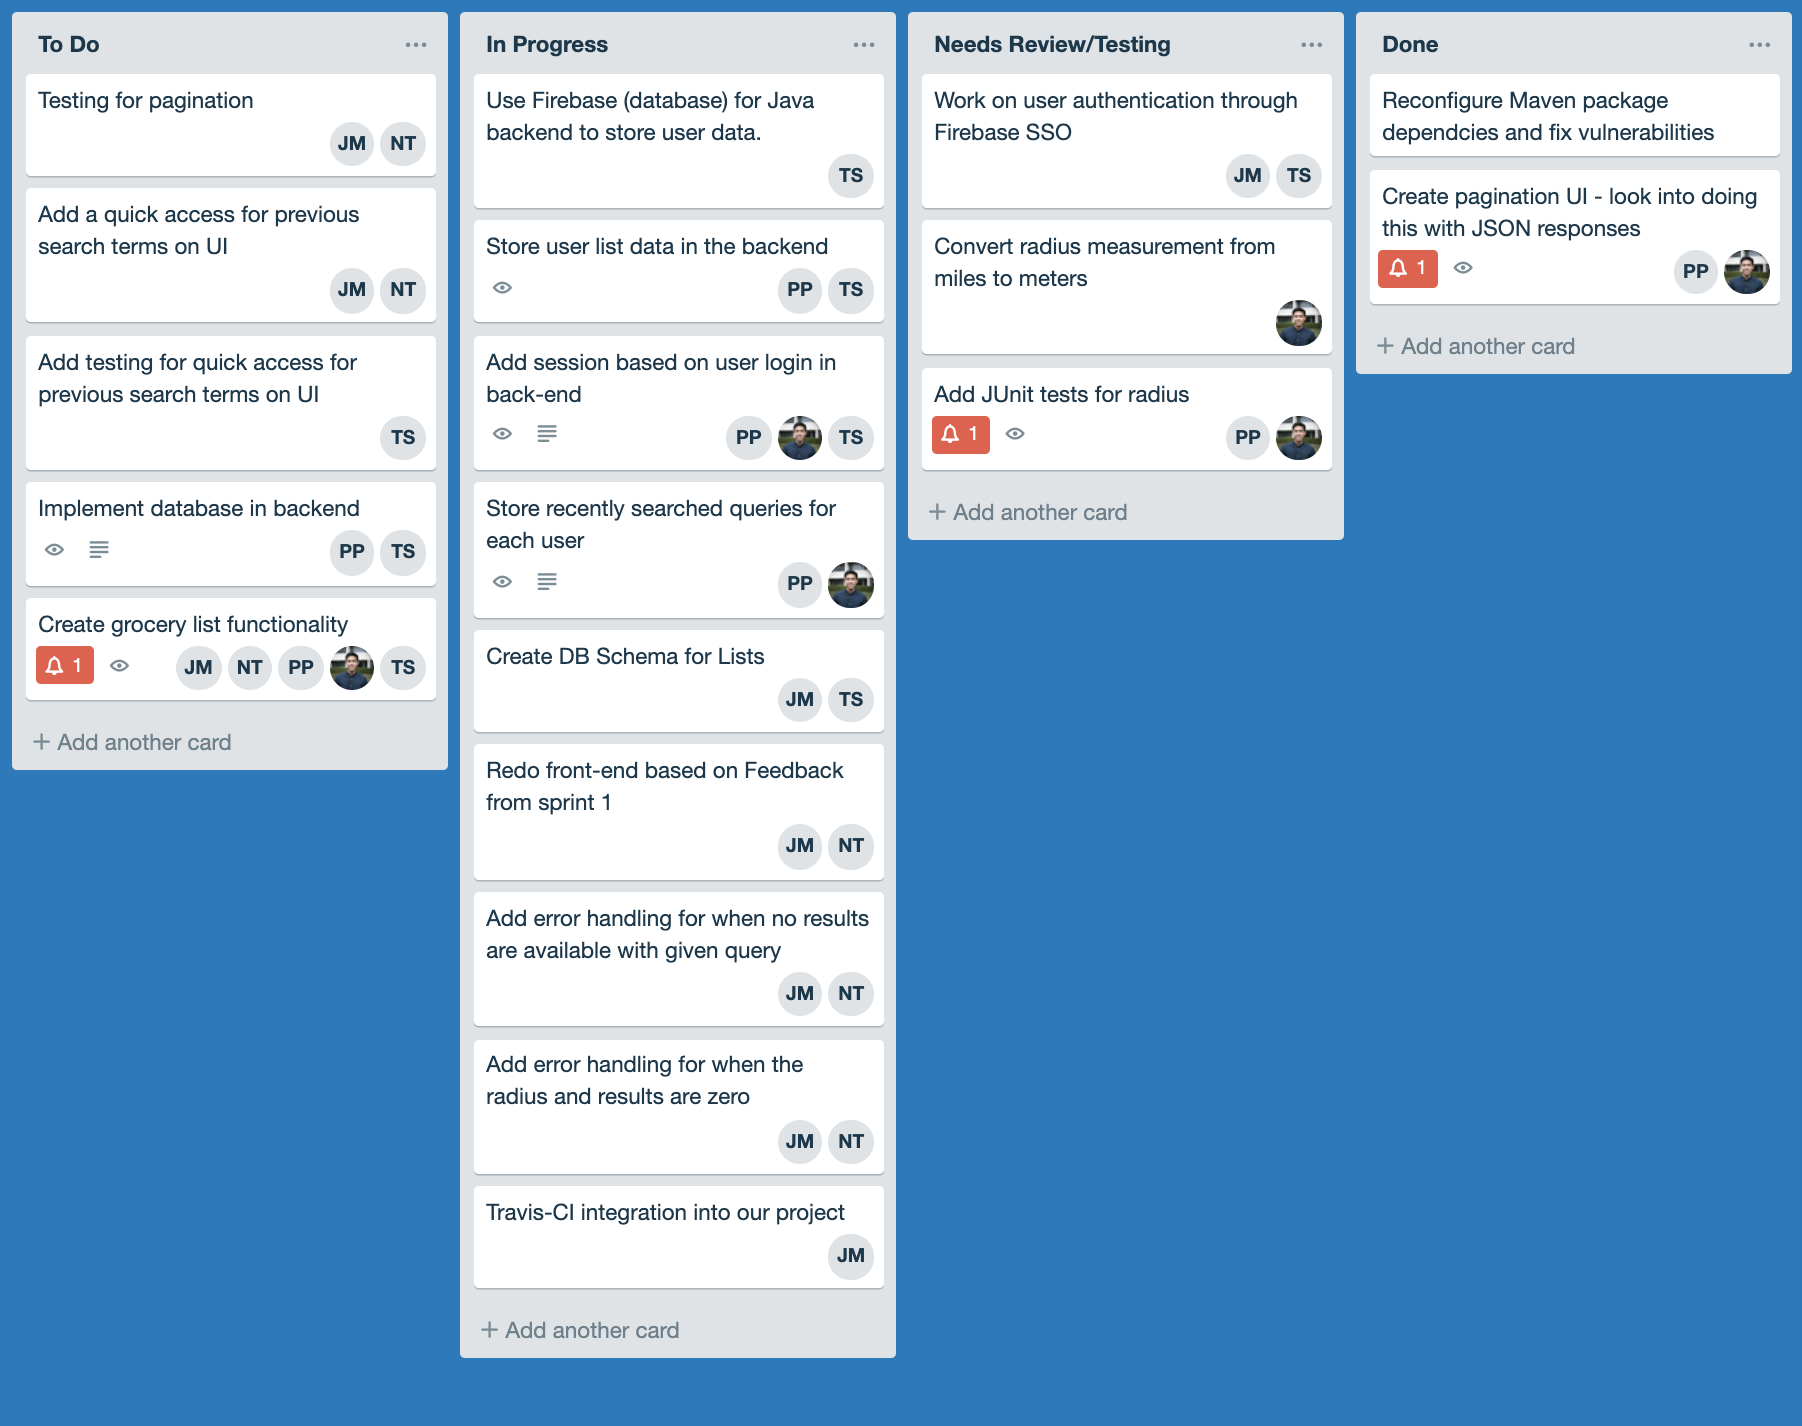 To Do
Testing for pagination
JM NT
Add a quick access for previous
search terms on UI
JM NT
Add testing for quick access for
previous search terms on UI
TS
Implement database in backend
PP TS
Create grocery list functionality
1 JM NT PP TS
+ Add another card
In Progress
Use Firebase (database) for Java
backend to store user data.
TS
Store user list data in the backend
PP TS
Add session based on user login in
back-end
PP TS
Store recently searched queries for
each user
PP
Create DB Schema for Lists
JM TS
Redo front-end based on Feedback
from sprint 1
JM NT
Add error handling for when no results
are available with given query
JM NT
Add error handling for when the
radius and results are zero
JM NT
Travis-CI integration into our project
JM
+ Add another card
Needs Review/Testing
Work on user authentication through
Firebase SSO
JM TS
Convert radius measurement from
miles to meters
Add JUnit tests for radius
1 PP
+ Add another card
Done
Reconfigure Maven package
dependcies and fix vulnerabilities
Create pagination UI - look into doing
this with JSON responses
1 PP
+ Add another card